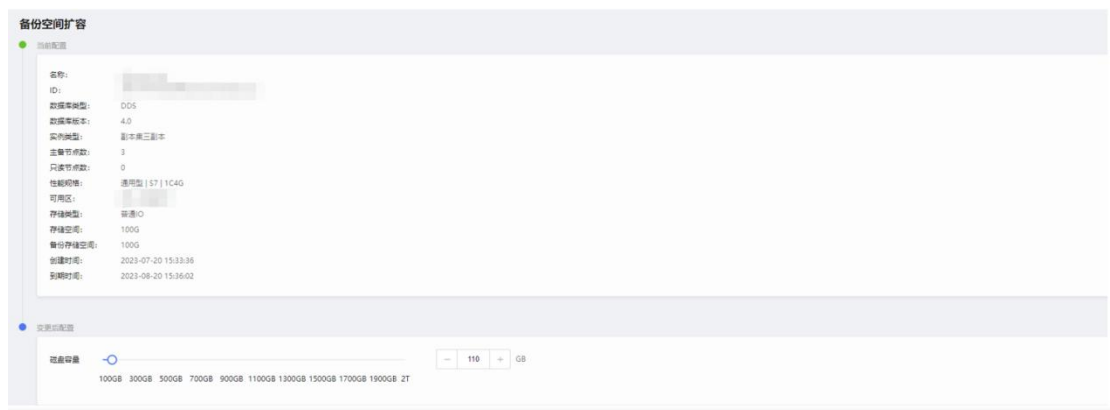 备份空间扩容
当前配置
名称：
ID：
数据库类型： DDS
数据库版本： 4.0
实例类型： 副本集三副本
主备节点数： 3
只读节点数： 0
性能规格： 通用型 | S7 | 1C4G
可用区：
存储类型： 普通IO
存储空间： 100G
备份存储空间： 100G
创建时间： 2023-07-20 15:33:36
到期时间： 2023-08-20 15:36:02
变更后配置
磁盘容量 − 110 + GB
100GB 300GB 500GB 700GB 900GB 1100GB 1300GB 1500GB 1700GB 1900GB 2T